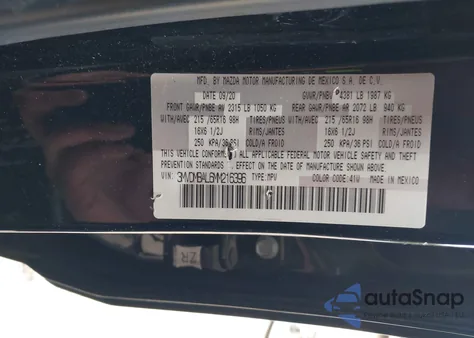 MFD. BY MAZDA MOTOR MANUFACTURING DE MEXICO S.A. DE C.V.
DATE 09/20 GVWR/PNBV 4381 LB 1987 KG
FRONT GAWR/PNBE AV 2315 LB 1050 KG REAR GAWR/PNBE AR 2072 LB 940 KG
WITH/AVEC 215 /65R16 98H TIRES/PNEUS WITH/AVEC 215 /65R16 98H TIRES/PNEUS
16X6 1/2J RIMS/JANTES 16X6 1/2J RIMS/JANTES
250 KPA/36 PSI COLD/A FROID 250 KPA/36 PSI COLD/A FROID
THIS VEHICLE CONFORMS TO ALL APPLICABLE FEDERAL MOTOR VEHICLE SAFETY AND THEFT
PREVENTION STANDARDS IN EFFECT ON THE DATE OF MANUFACTURE SHOWN ABOVE.
VIN: 3MVDMBAL6MM216396 TYPE: MPV COLOR CODE: 41W MADE IN MEXICO
ZR
autoSnap